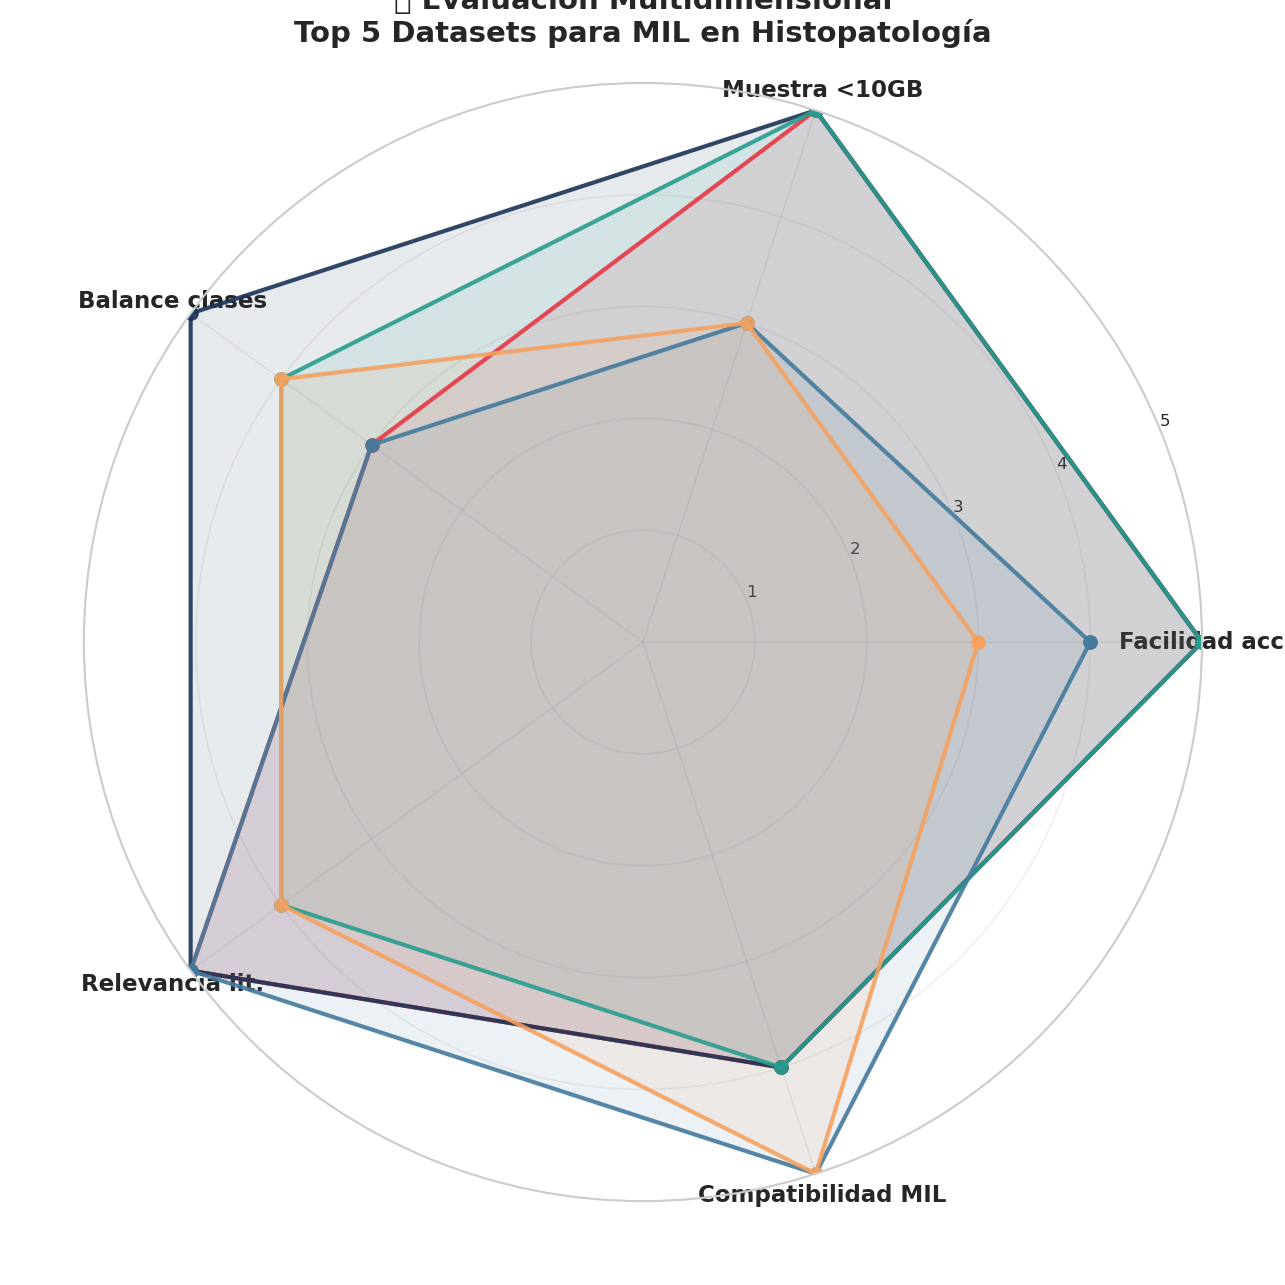 Evaluación Multidimensional
Top 5 Datasets para MIL en Histopatología
Muestra <10GB
Balance clases
5
4
3
2
1
Facilidad acc
Relevancia lit.
Compatibilidad MIL